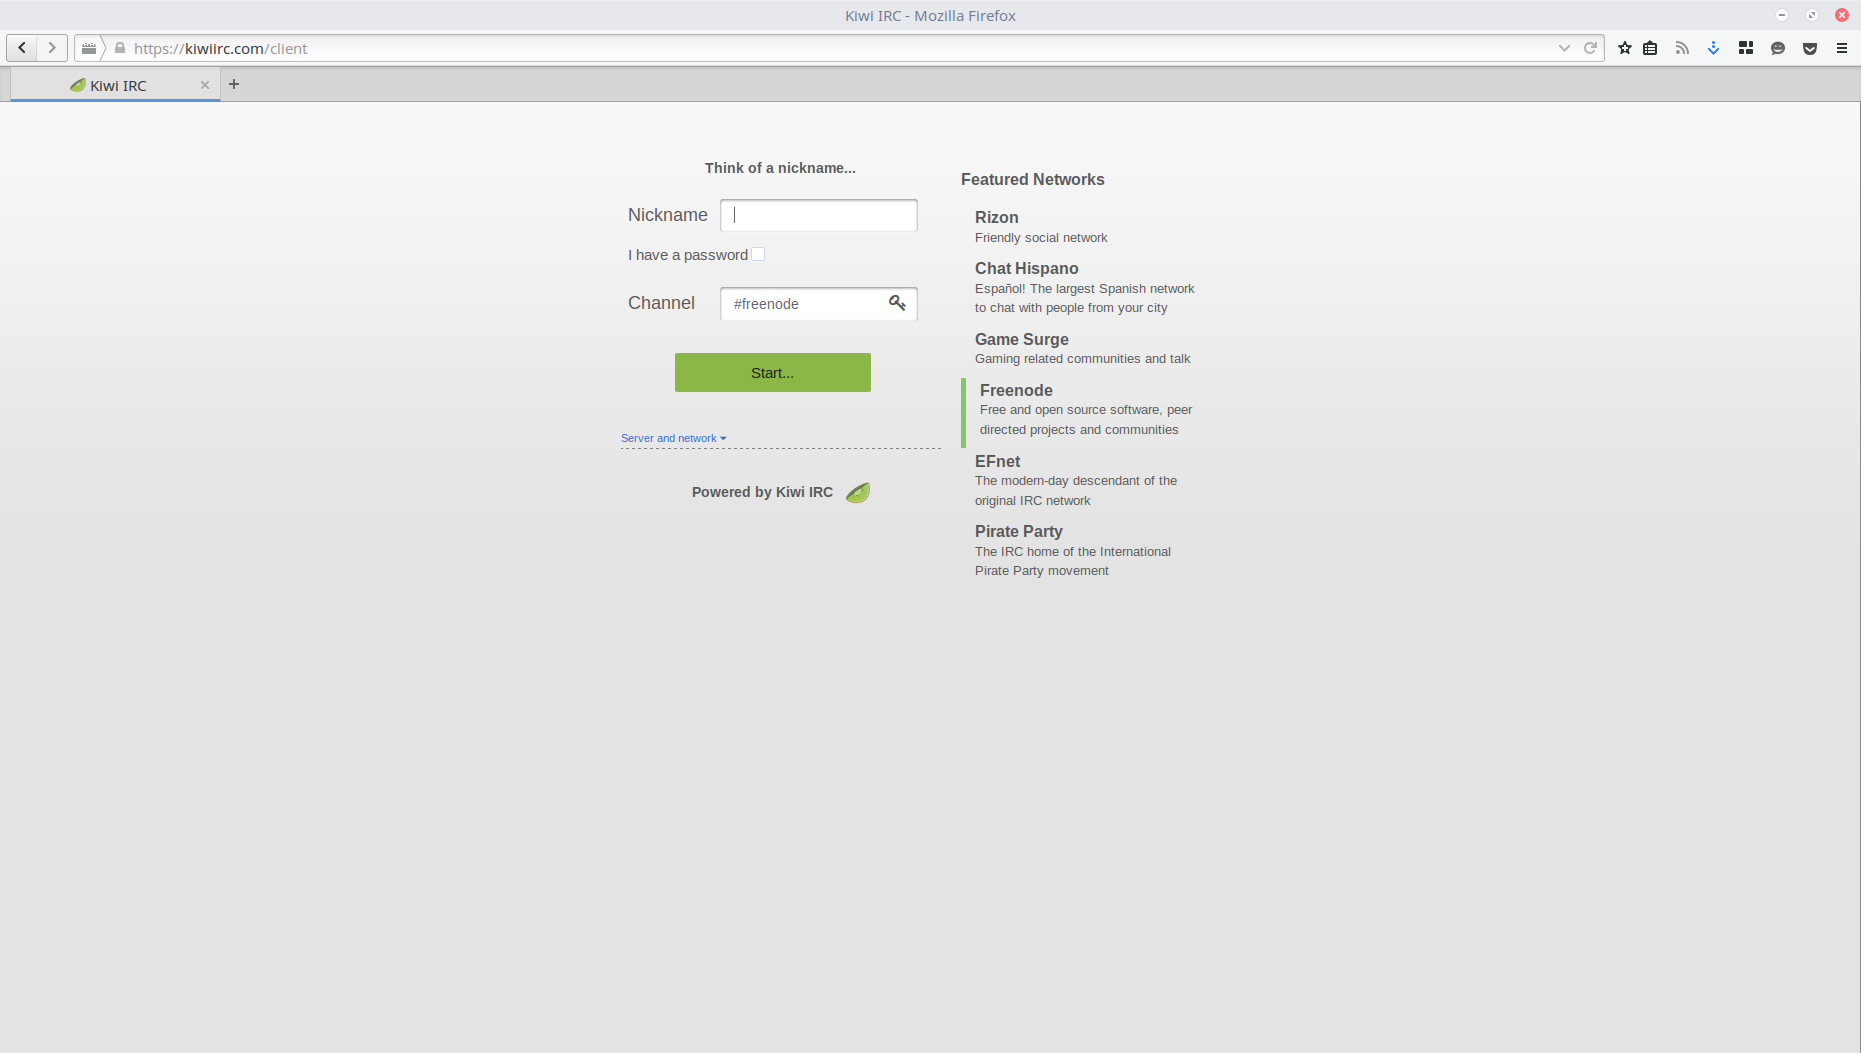 Kiwi IRC - Mozilla Firefox
https://kiwiirc.com/client
Kiwi IRC
Think of a nickname...
Nickname
I have a password
Channel
#freenode
Start...
Server and network
Powered by Kiwi IRC
Featured Networks
Rizon
Friendly social network
Chat Hispano
Español! The largest Spanish network
to chat with people from your city
Game Surge
Gaming related communities and talk
Freenode
Free and open source software, peer
directed projects and communities
EFnet
The modern-day descendant of the
original IRC network
Pirate Party
The IRC home of the International
Pirate Party movement